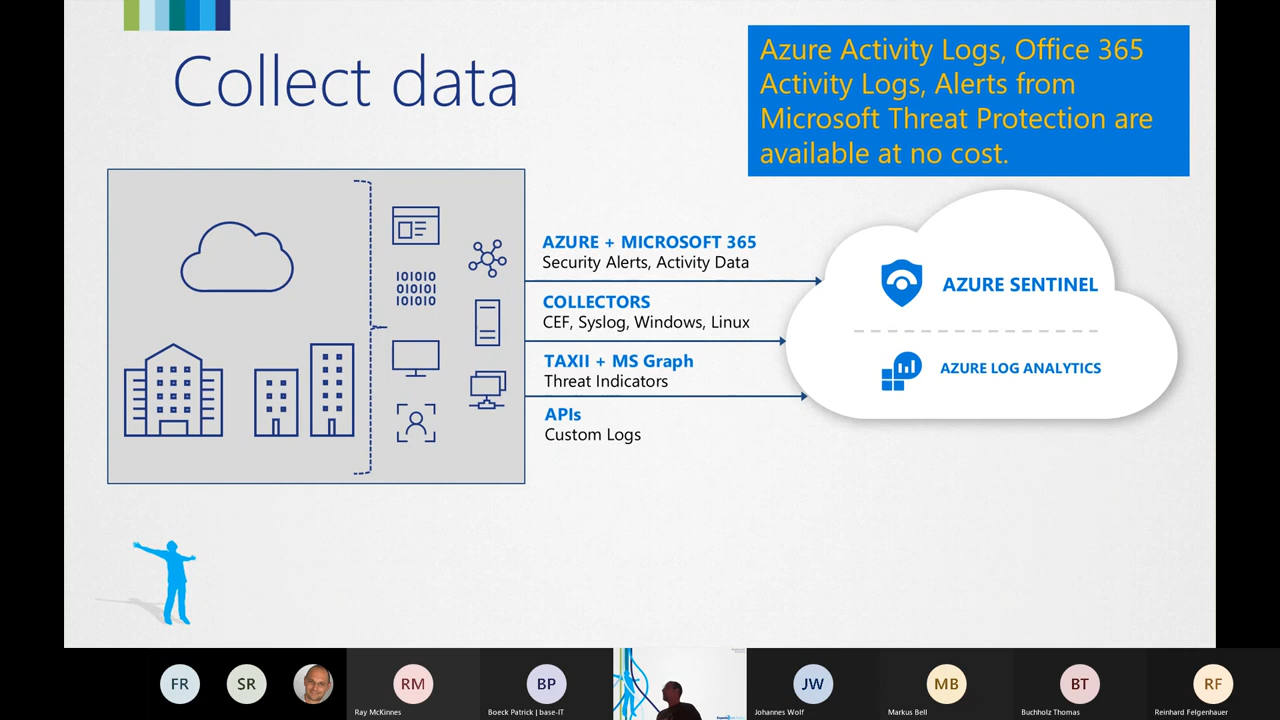 Collect data
Azure Activity Logs, Office 365
Activity Logs, Alerts from
Microsoft Threat Protection are
available at no cost.
AZURE + MICROSOFT 365
Security Alerts, Activity Data
COLLECTORS
CEF, Syslog, Windows, Linux
TAXII + MS Graph
Threat Indicators
APIs
Custom Logs
IOIOIO
OIOIOI
IOIOIO
AZURE SENTINEL
AZURE LOG ANALYTICS
FR
SR
RM
Ray McKinnes
BP
Boeck Patrick | base-IT
JW
Johannes Wolf
MB
Markus Bell
BT
Buchholz Thomas
RF
Reinhard Felgenhauer